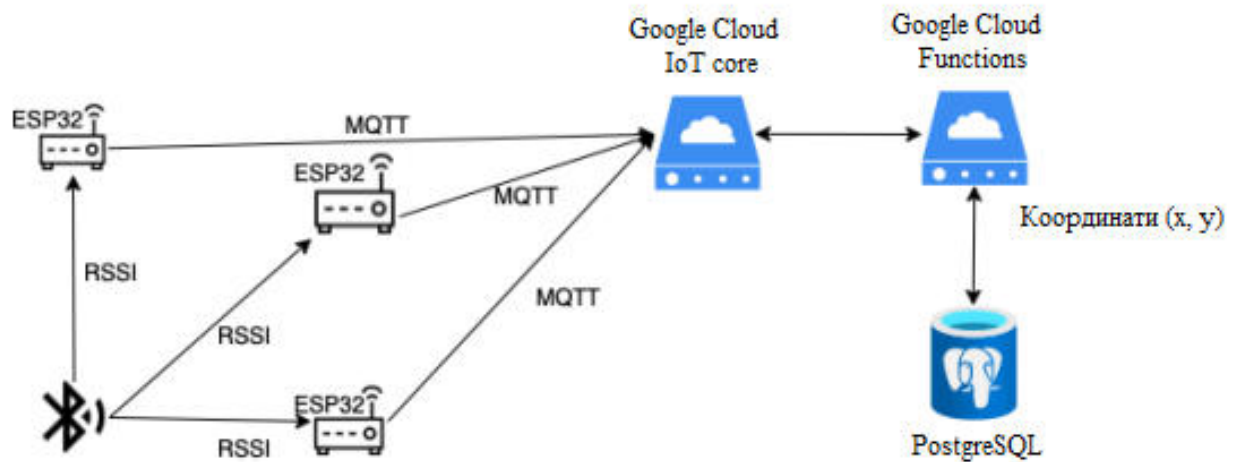 Google Cloud
IoT core
Google Cloud
Functions
ESP32
MQTT
ESP32
MQTT
Координати (x, y)
RSSI
MQTT
RSSI
ESP32
RSSI
PostgreSQL